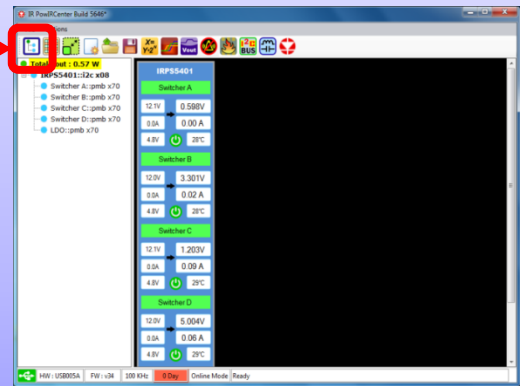 IR PowIRCenter Build 5646*
ions
Total out : 0.57 W
IRPS5401::i2c x08
Switcher A::pmb x70
Switcher B::pmb x70
Switcher C::pmb x70
Switcher D::pmb x70
LDO::pmb x70
X=
Y-2*
Vout
I²C
BUS
IRPS5401
Switcher A
12.1V 0.598V
0.0A 0.00 A
4.8V 28°C
Switcher B
12.0V 3.301V
0.0A 0.02 A
4.8V 28°C
Switcher C
12.1V 1.203V
0.0A 0.09 A
4.8V 29°C
Switcher D
12.0V 5.004V
0.0A 0.06 A
4.8V 29°C
HW : USB005A FW : v34 100 KHz 0 Day Online Mode Ready